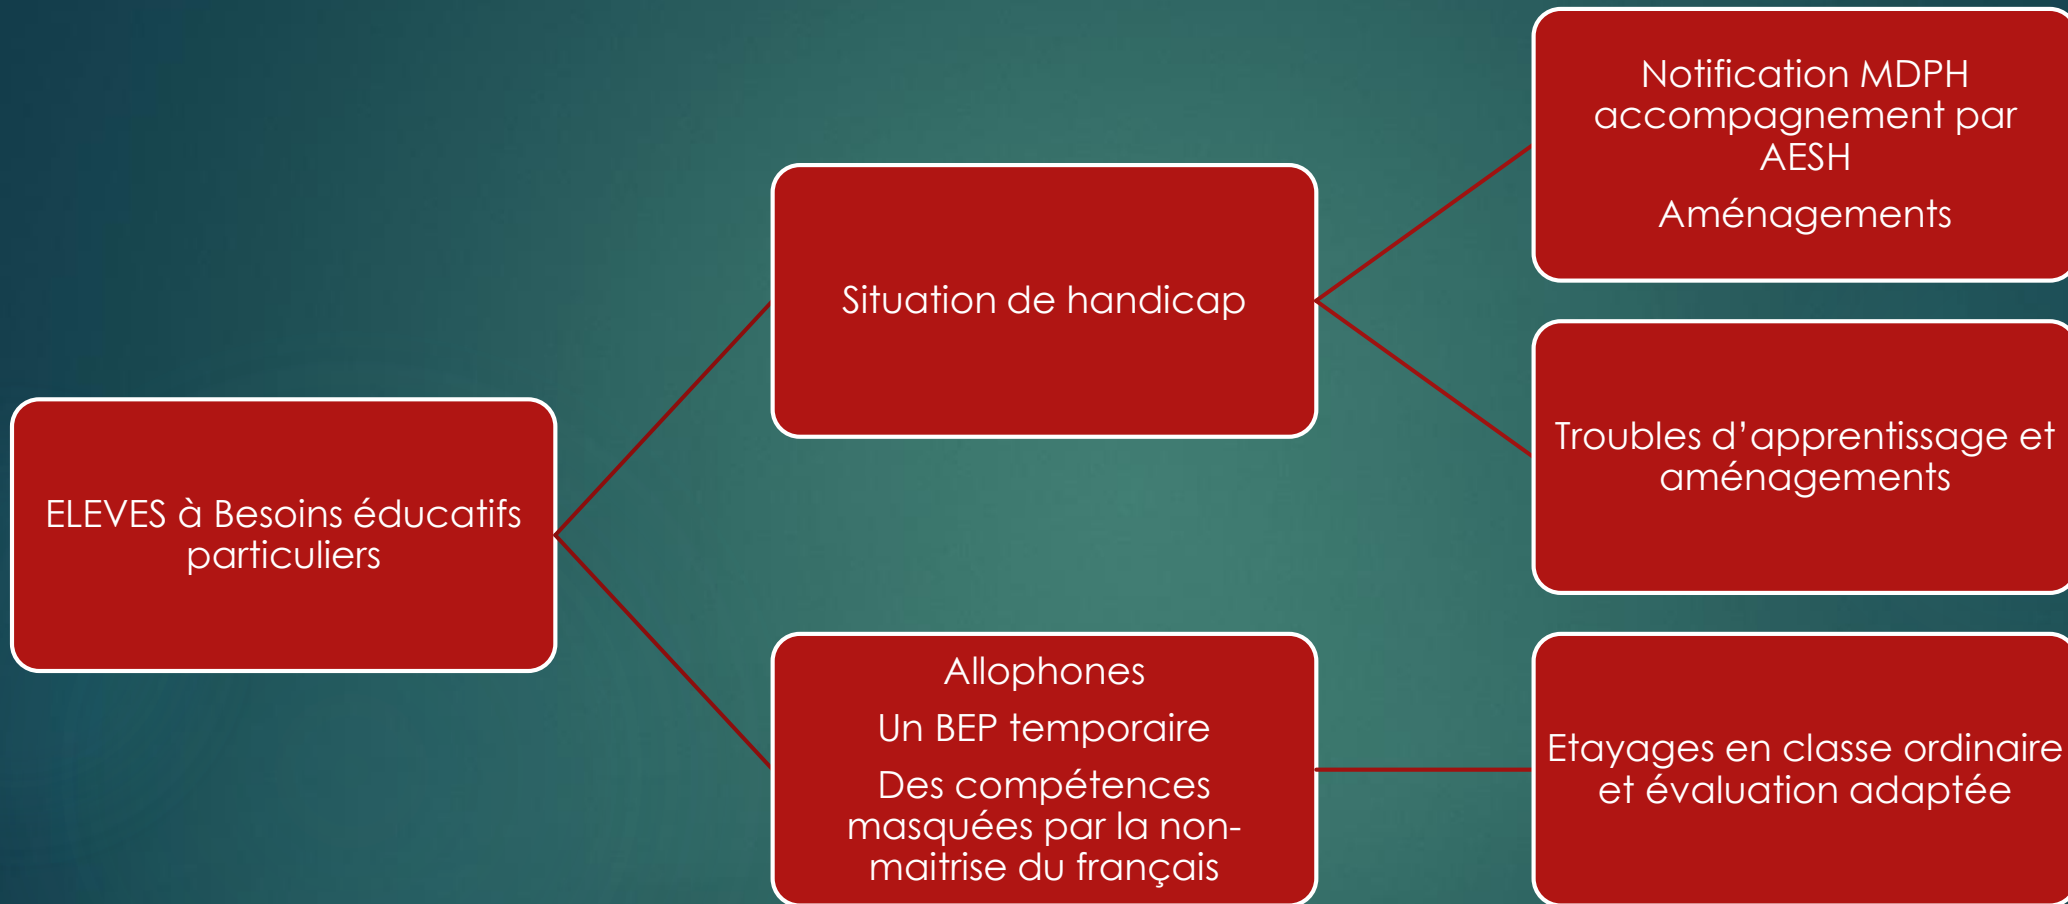 ELEVES à Besoins éducatifs
particuliers
Situation de handicap
Notification MDPH
accompagnement par
AESH
Aménagements
Troubles d’apprentissage et
aménagements
Allophones
Un BEP temporaire
Des compétences
masquées par la non-
maitrise du français
Etayages en classe ordinaire
et évaluation adaptée